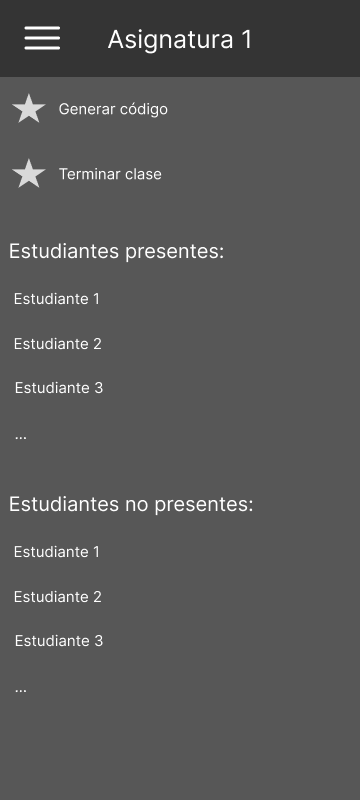 Asignatura 1
Generar código
Terminar clase
Estudiantes presentes:
Estudiante 1
Estudiante 2
Estudiante 3
...
Estudiantes no presentes:
Estudiante 1
Estudiante 2
Estudiante 3
...